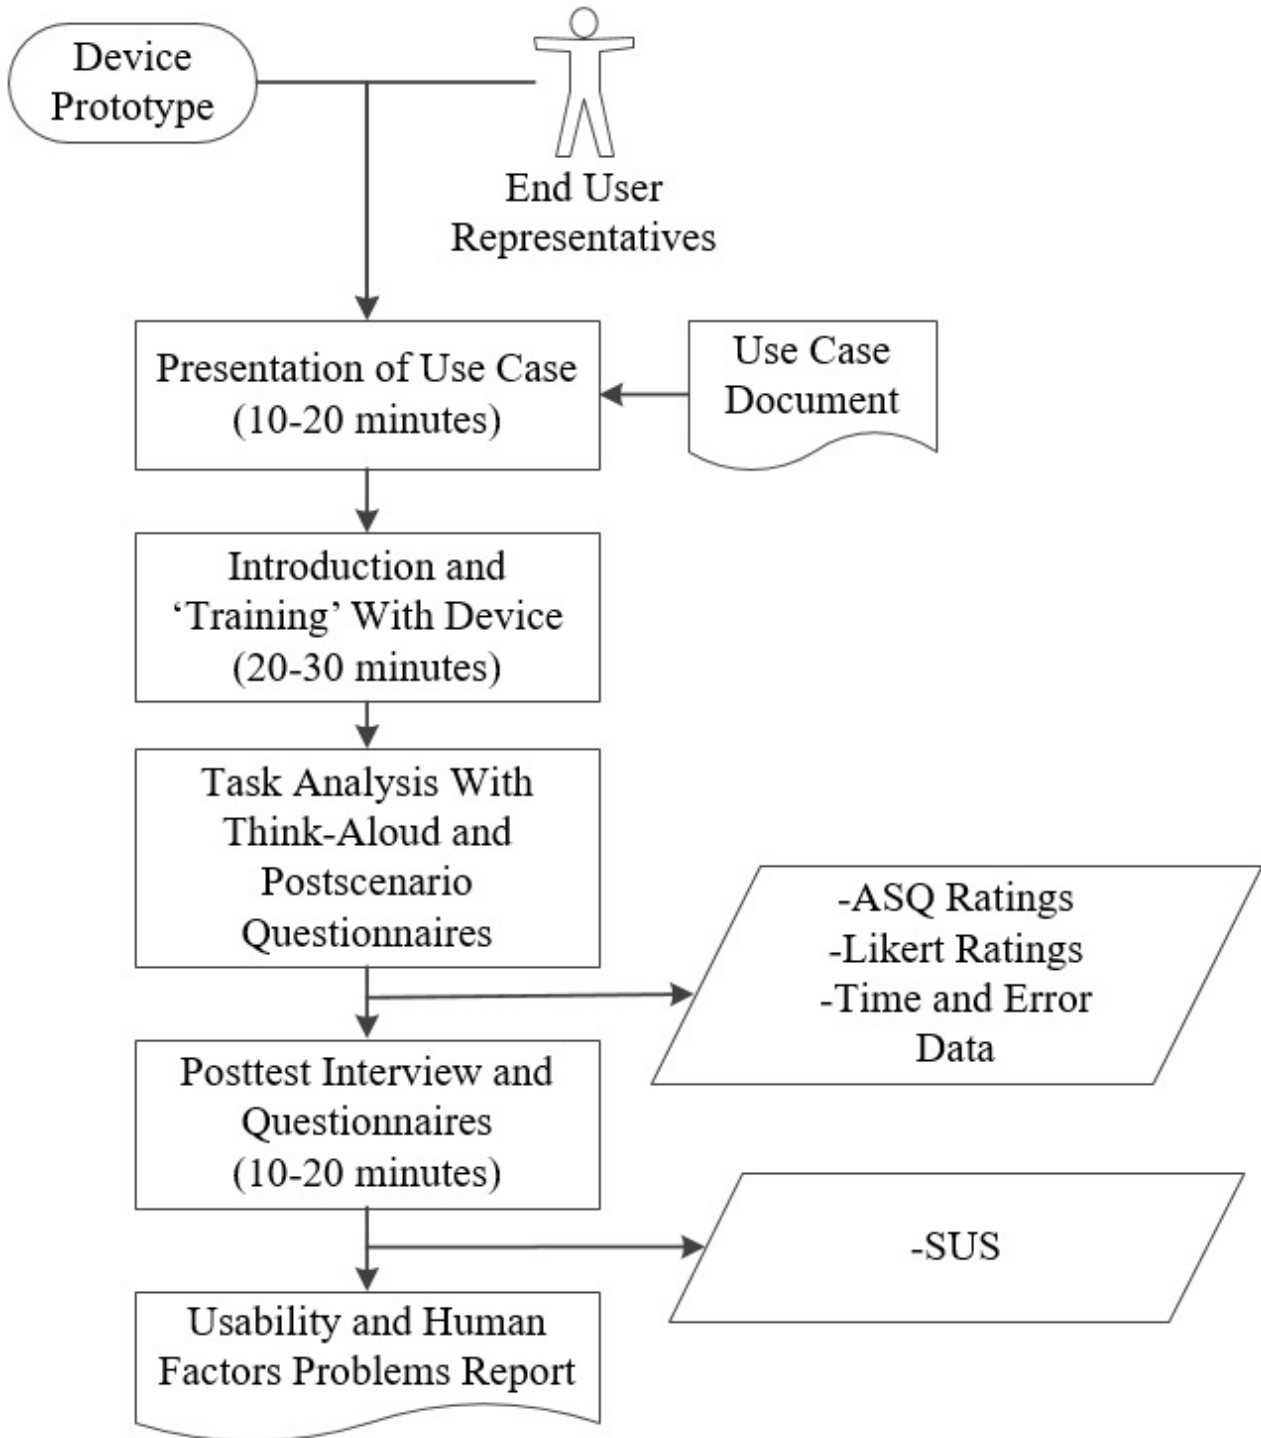 Device
Prototype
End User
Representatives
Presentation of Use Case
(10-20 minutes)
Use Case
Document
Introduction and
‘Training’ With Device
(20-30 minutes)
Task Analysis With
Think-Aloud and
Postscenario
Questionnaires
-ASQ Ratings
-Likert Ratings
-Time and Error
Data
Posttest Interview and
Questionnaires
(10-20 minutes)
-SUS
Usability and Human
Factors Problems Report